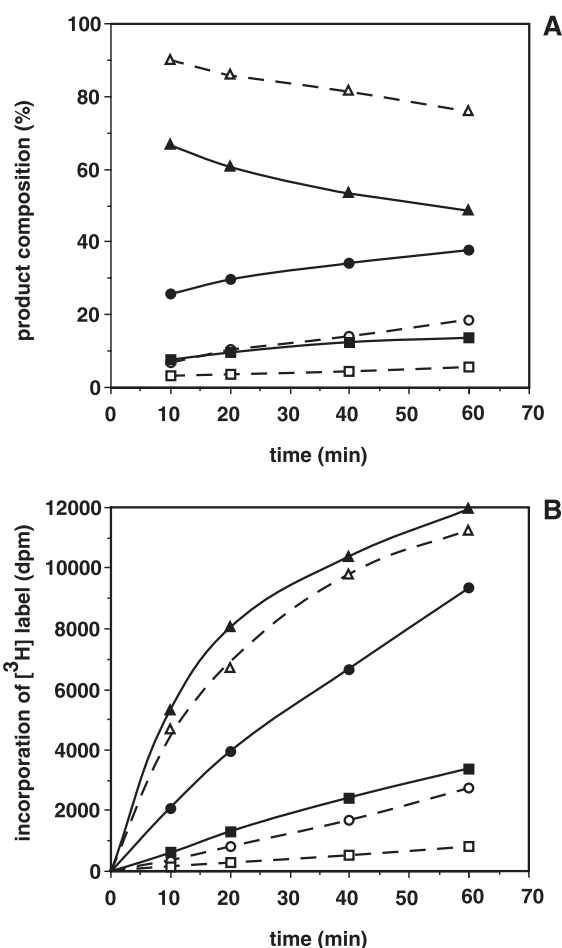 A
100
80
60
40
20
0
product composition (%)
0 10 20 30 40 50 60 70
time (min)
B
12000
10000
8000
6000
4000
2000
0
incorporation of [3H] label (dpm)
0 10 20 30 40 50 60 70
time (min)